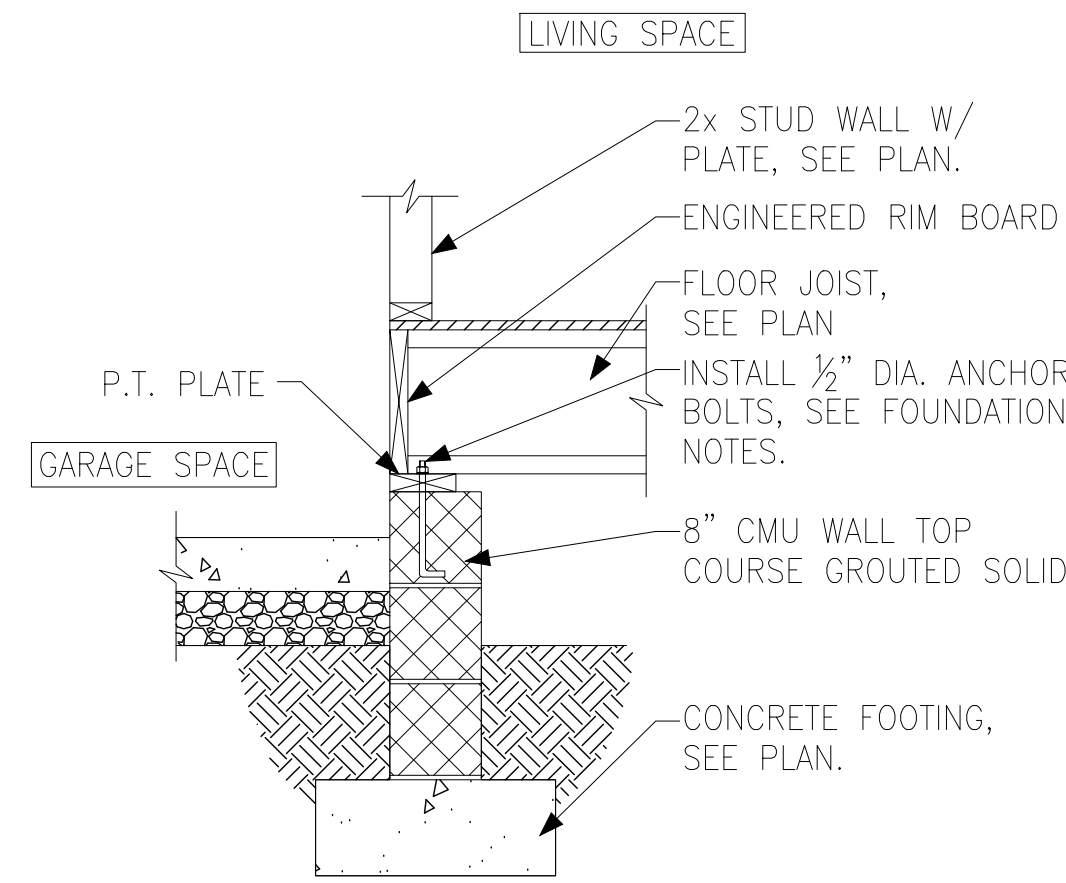 LIVING SPACE
2x STUD WALL W/
PLATE, SEE PLAN.
ENGINEERED RIM BOARD
FLOOR JOIST,
SEE PLAN
P.T. PLATE
INSTALL ½” DIA. ANCHOR
BOLTS, SEE FOUNDATION
NOTES.
GARAGE SPACE
8” CMU WALL TOP
COURSE GROUTED SOLID
CONCRETE FOOTING,
SEE PLAN.